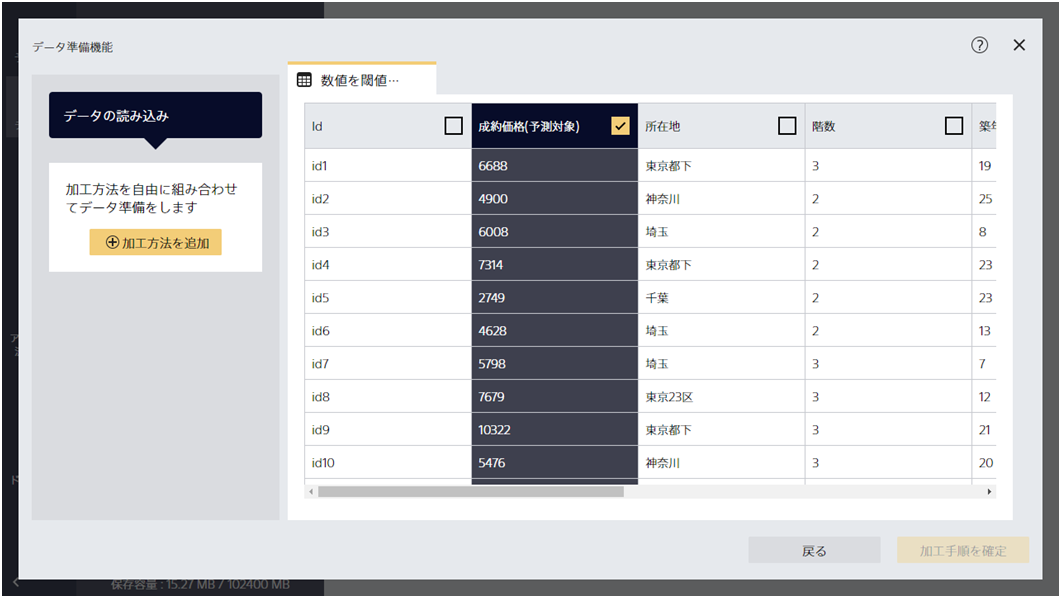 データ準備機能
データの読み込み
加工方法を自由に組み合わせ
てデータ準備をします
加工方法を追加
数値を閾値…
Id 成約価格(予測対象) 所在地 階数 築年
id1 6688 東京都下 3 19
id2 4900 神奈川 2 25
id3 6008 埼玉 2 8
id4 7314 東京都下 2 23
id5 2749 千葉 2 23
id6 4628 埼玉 2 13
id7 5798 埼玉 3 7
id8 7679 東京23区 3 12
id9 10322 東京都下 3 21
id10 5476 神奈川 3 20
戻る 加工手順を確定
保存容量 : 15.27 MB / 102400 MB